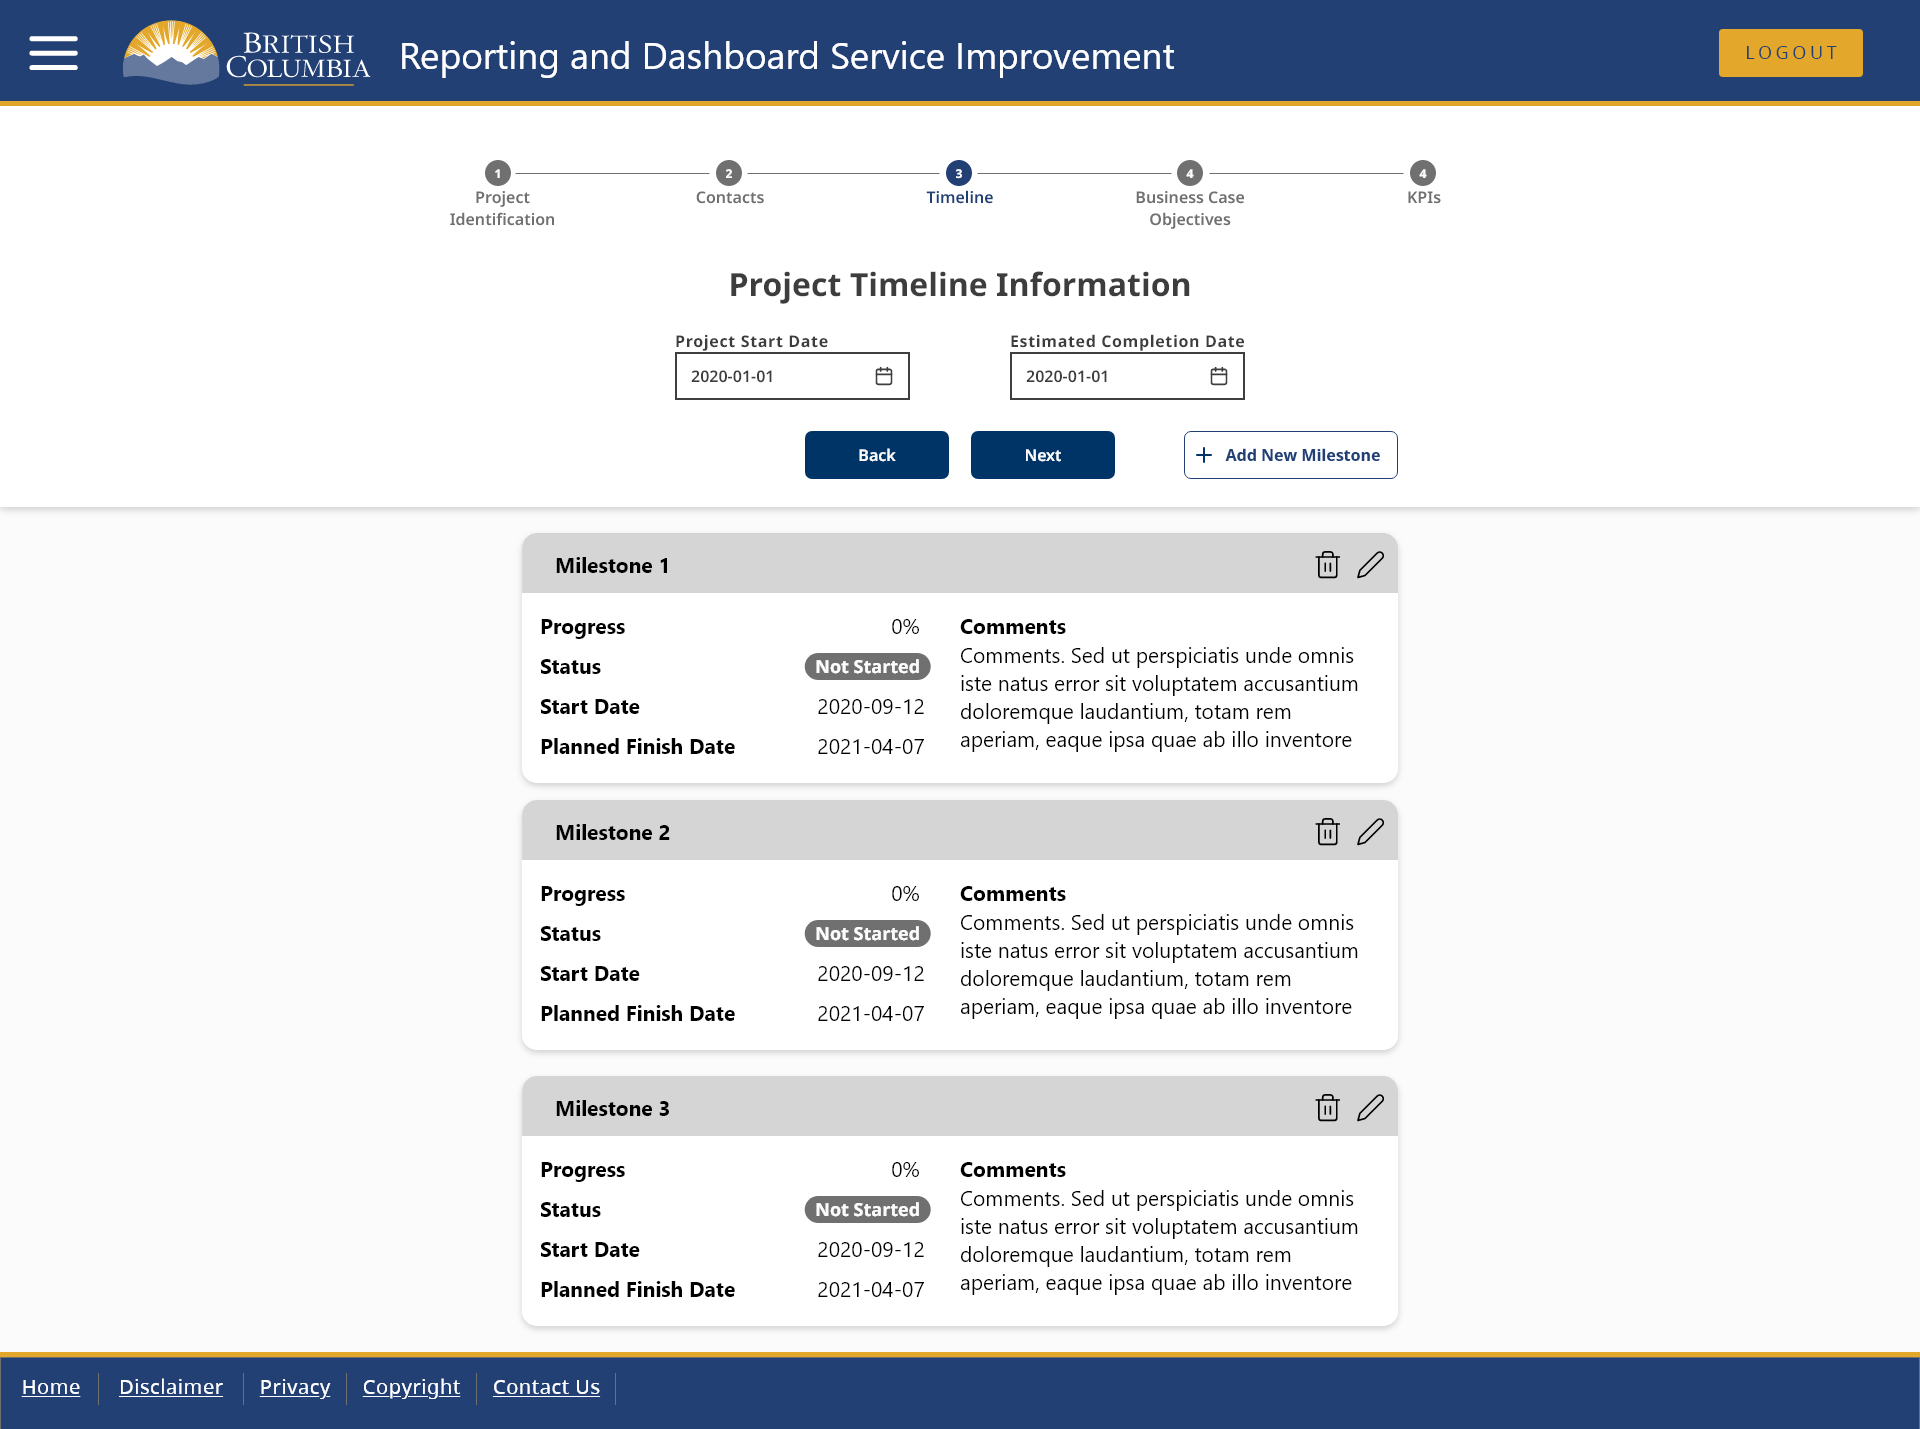 BRITISH
COLUMBIA
Reporting and Dashboard Service Improvement
LOGOUT
1
2
3
4
4
Project
Identification
Contacts
Timeline
Business Case
Objectives
KPIs
Project Timeline Information
Project Start Date
Estimated Completion Date
2020-01-01
2020-01-01
Back
Next
Add New Milestone
Milestone 1
Progress 0%
Status Not Started
Start Date 2020-09-12
Planned Finish Date 2021-04-07
Comments
Comments. Sed ut perspiciatis unde omnis
iste natus error sit voluptatem accusantium
doloremque laudantium, totam rem
aperiam, eaque ipsa quae ab illo inventore
Milestone 2
Progress 0%
Status Not Started
Start Date 2020-09-12
Planned Finish Date 2021-04-07
Comments
Comments. Sed ut perspiciatis unde omnis
iste natus error sit voluptatem accusantium
doloremque laudantium, totam rem
aperiam, eaque ipsa quae ab illo inventore
Milestone 3
Progress 0%
Status Not Started
Start Date 2020-09-12
Planned Finish Date 2021-04-07
Comments
Comments. Sed ut perspiciatis unde omnis
iste natus error sit voluptatem accusantium
doloremque laudantium, totam rem
aperiam, eaque ipsa quae ab illo inventore
Home Disclaimer Privacy Copyright Contact Us